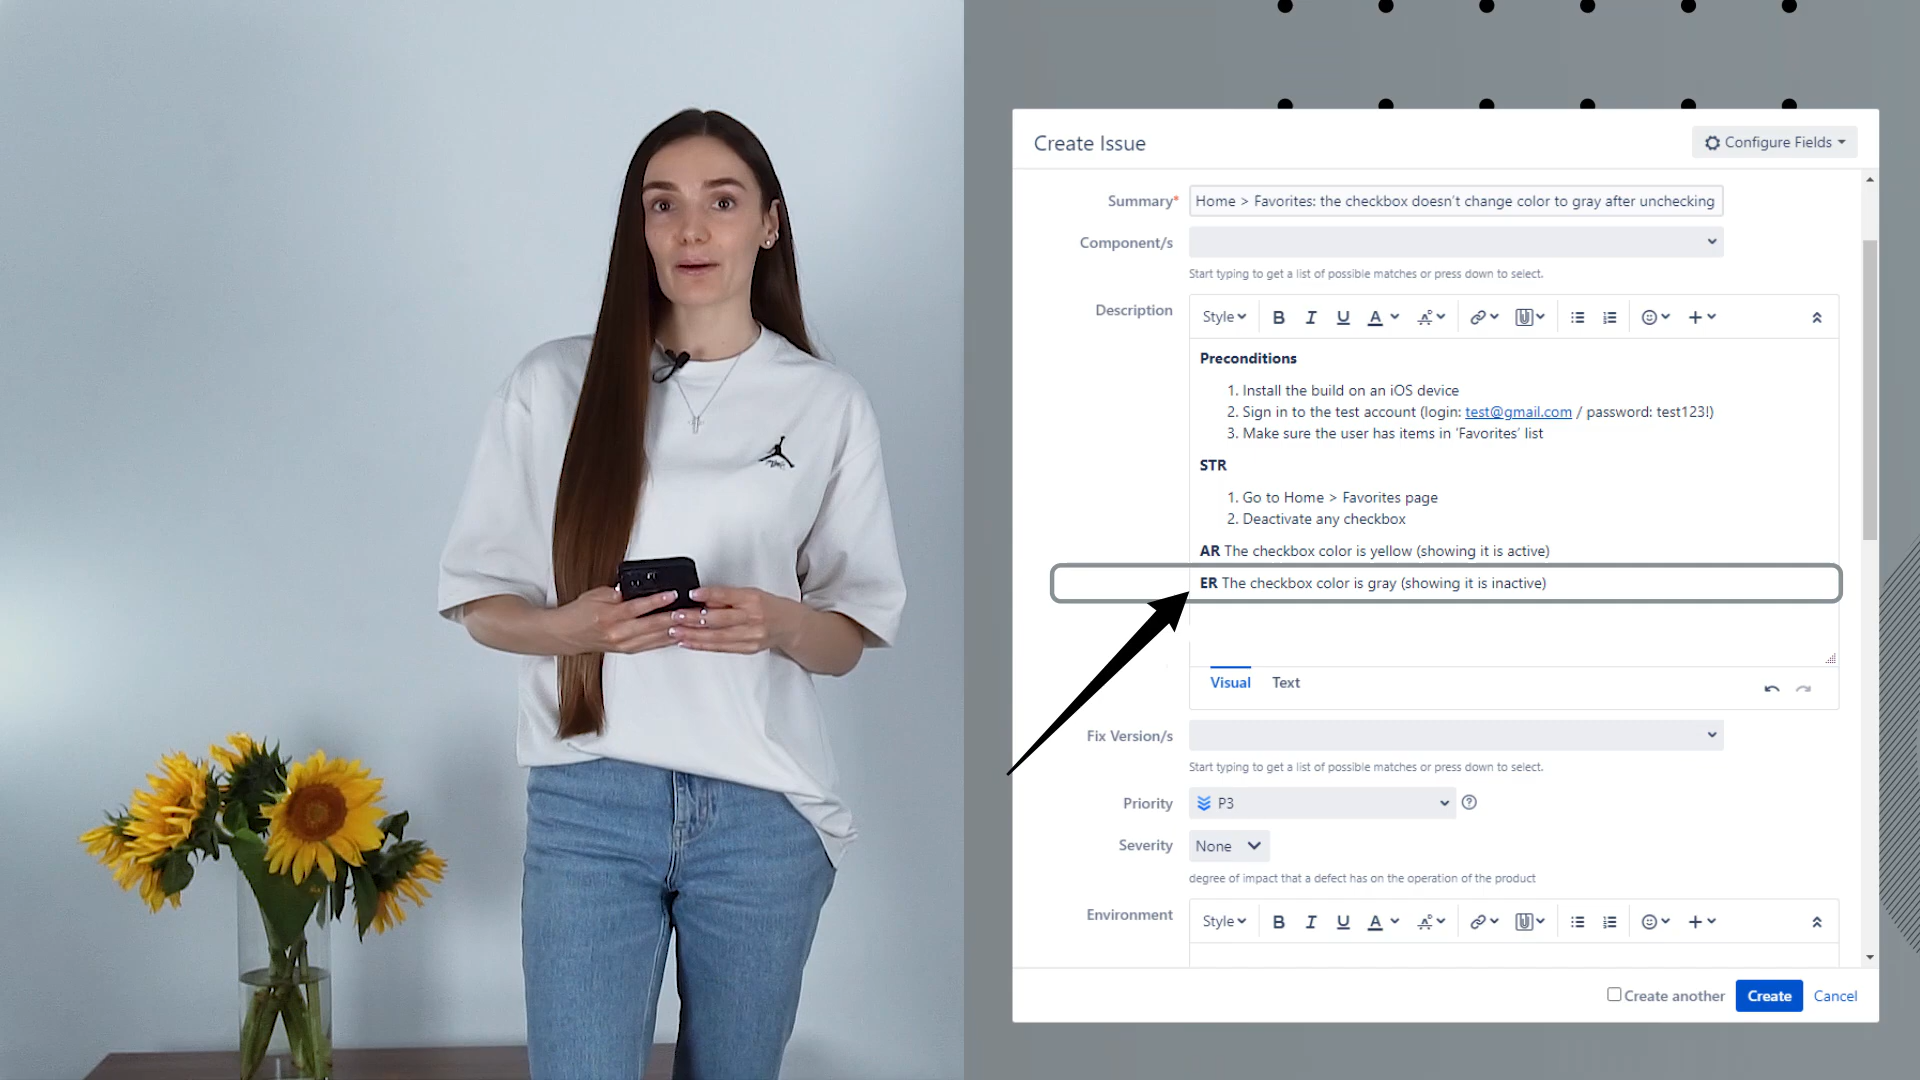 Create Issue
Configure Fields
Summary* Home > Favorites: the checkbox doesn't change color to gray after unchecking
Component/s
Start typing to get a list of possible matches or press down to select.
Description
Style B I U A
Preconditions
1. Install the build on an iOS device
2. Sign in to the test account (login: test@gmail.com / password: test123!)
3. Make sure the user has items in ‘Favorites’ list
STR
1. Go to Home > Favorites page
2. Deactivate any checkbox
AR The checkbox color is yellow (showing it is active)
ER The checkbox color is gray (showing it is inactive)
Visual Text
Fix Version/s
Start typing to get a list of possible matches or press down to select.
Priority P3
Severity None
degree of impact that a defect has on the operation of the product
Environment Style B I U A
Create another Create Cancel